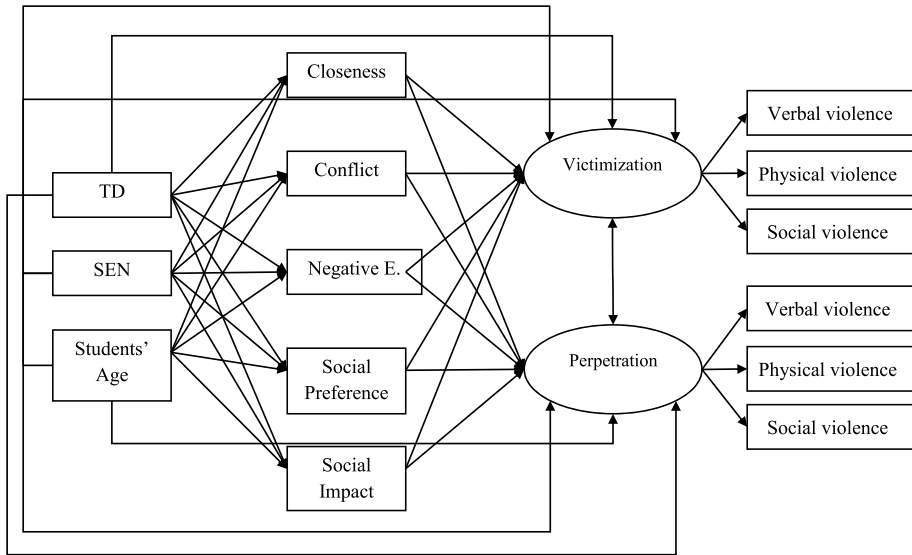 TD
SEN
Students’
Age
Closeness
Conflict
Negative E.
Social
Preference
Social
Impact
Victimization
Perpetration
Verbal violence
Physical violence
Social violence
Verbal violence
Physical violence
Social violence